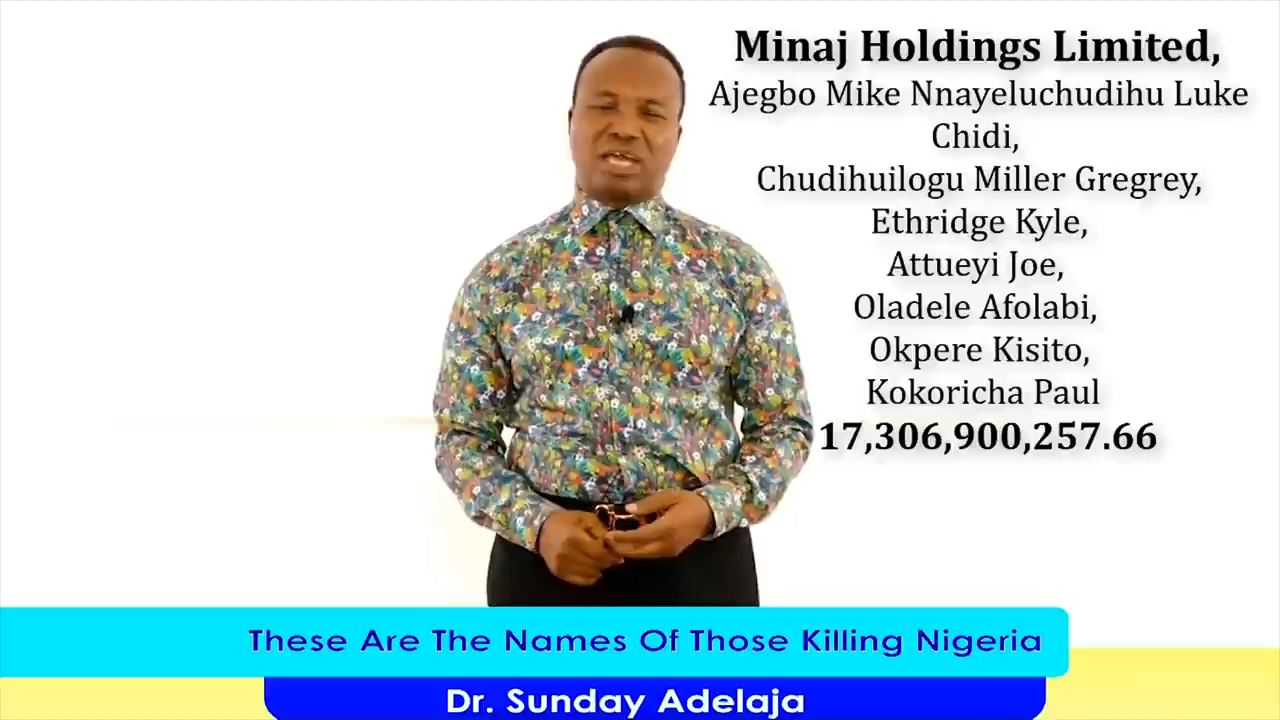 Minaj Holdings Limited,
Ajegbo Mike Nnayeluchudihu Luke
Chidi,
Chudihuilogu Miller Gregrey,
Ethridge Kyle,
Attueyi Joe,
Oladele Afolabi,
Okpere Kisito,
Kokoricha Paul
17,306,900,257.66
These Are The Names Of Those Killing Nigeria
Dr. Sunday Adelaja